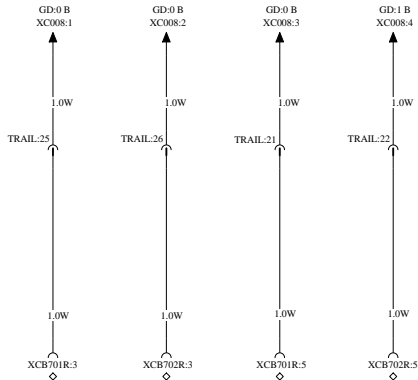 GD:0 B GD:0 B GD:0 B GD:1 B
XC008:1 XC008:2 XC008:3 XC008:4
1.0W 1.0W 1.0W 1.0W
TRAIL:25 TRAIL:26 TRAIL:21 TRAIL:22
1.0W 1.0W 1.0W 1.0W
XCB701R:3 XCB702R:3 XCB701R:5 XCB702R:5